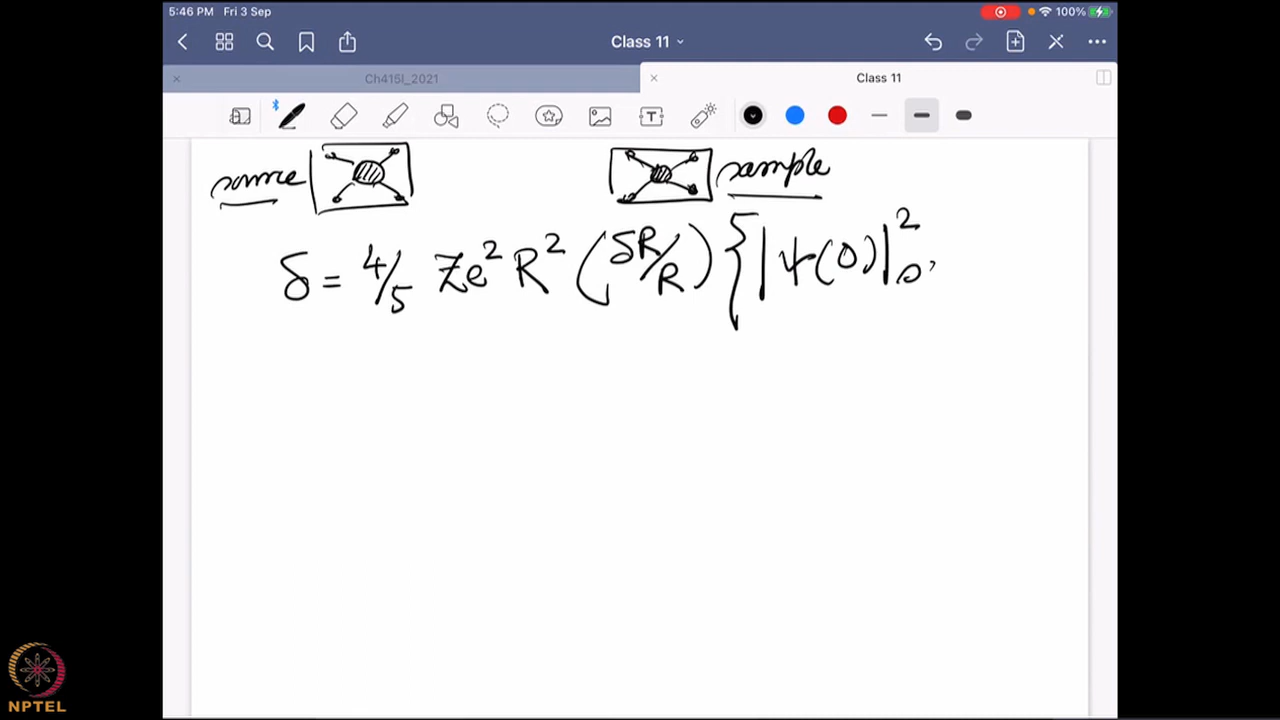 5:46 PM Fri 3 Sep 100%
Class 11
Ch415I_2021 Class 11
source sample
δ = 4/5 Ze² R² (δR/R) {|ψ(0)|²
NPTEL